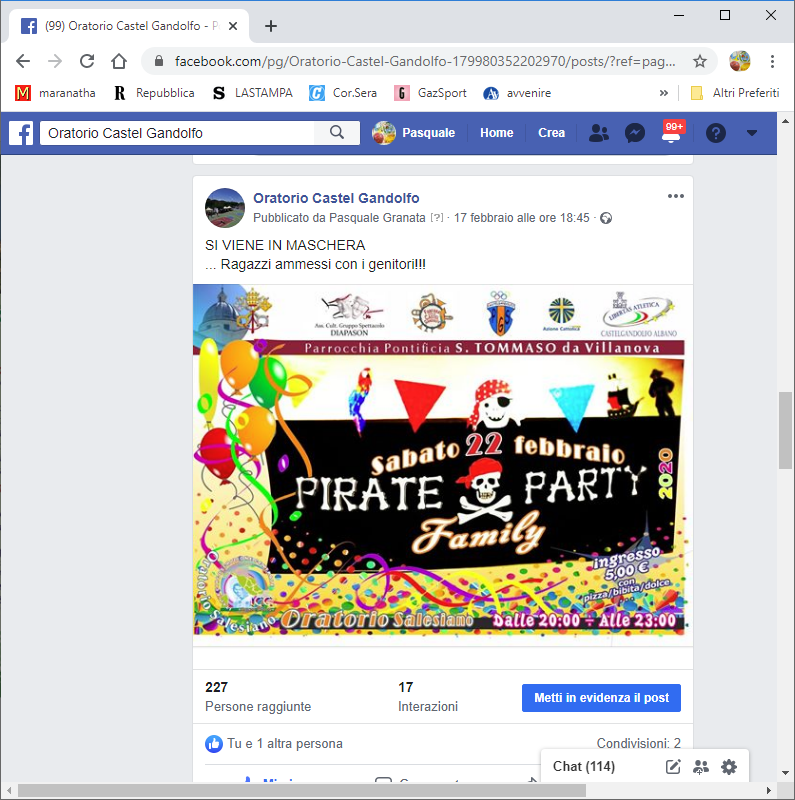 (99) Oratorio Castel Gandolfo - P
facebook.com/pg/Oratorio-Castel-Gandolfo-179980352202970/posts/?ref=pag...
M maranatha R Repubblica S LASTAMPA C Cor.Sera G GazSport avvenire » Altri Preferiti
Oratorio Castel Gandolfo Pasquale Home Crea 99+
Oratorio Castel Gandolfo
Pubblicato da Pasquale Granata [?] · 17 febbraio alle ore 18:45 ·
SI VIENE IN MASCHERA
... Ragazzi ammessi con i genitori!!!
Ass. Cult. Gruppo Spettacolo
DIAPASON
Azione Cattolica
LIBERTAS ATLETICA
CASTELGANDOLFO ALBANO
Parrocchia Pontificia S. TOMMASO da Villanova
Sabato 22 febbraio
PIRATE PARTY
2020
Family
ingresso
5,00 €
con
pizza/bibita/dolce
Oratorio Salesiano
Oratorio Salesiano Dalle 20:00 - Alle 23:00
227 17 Metti in evidenza il post
Persone raggiunte Interazioni
Tu e 1 altra persona Condivisioni: 2
Chat (114)